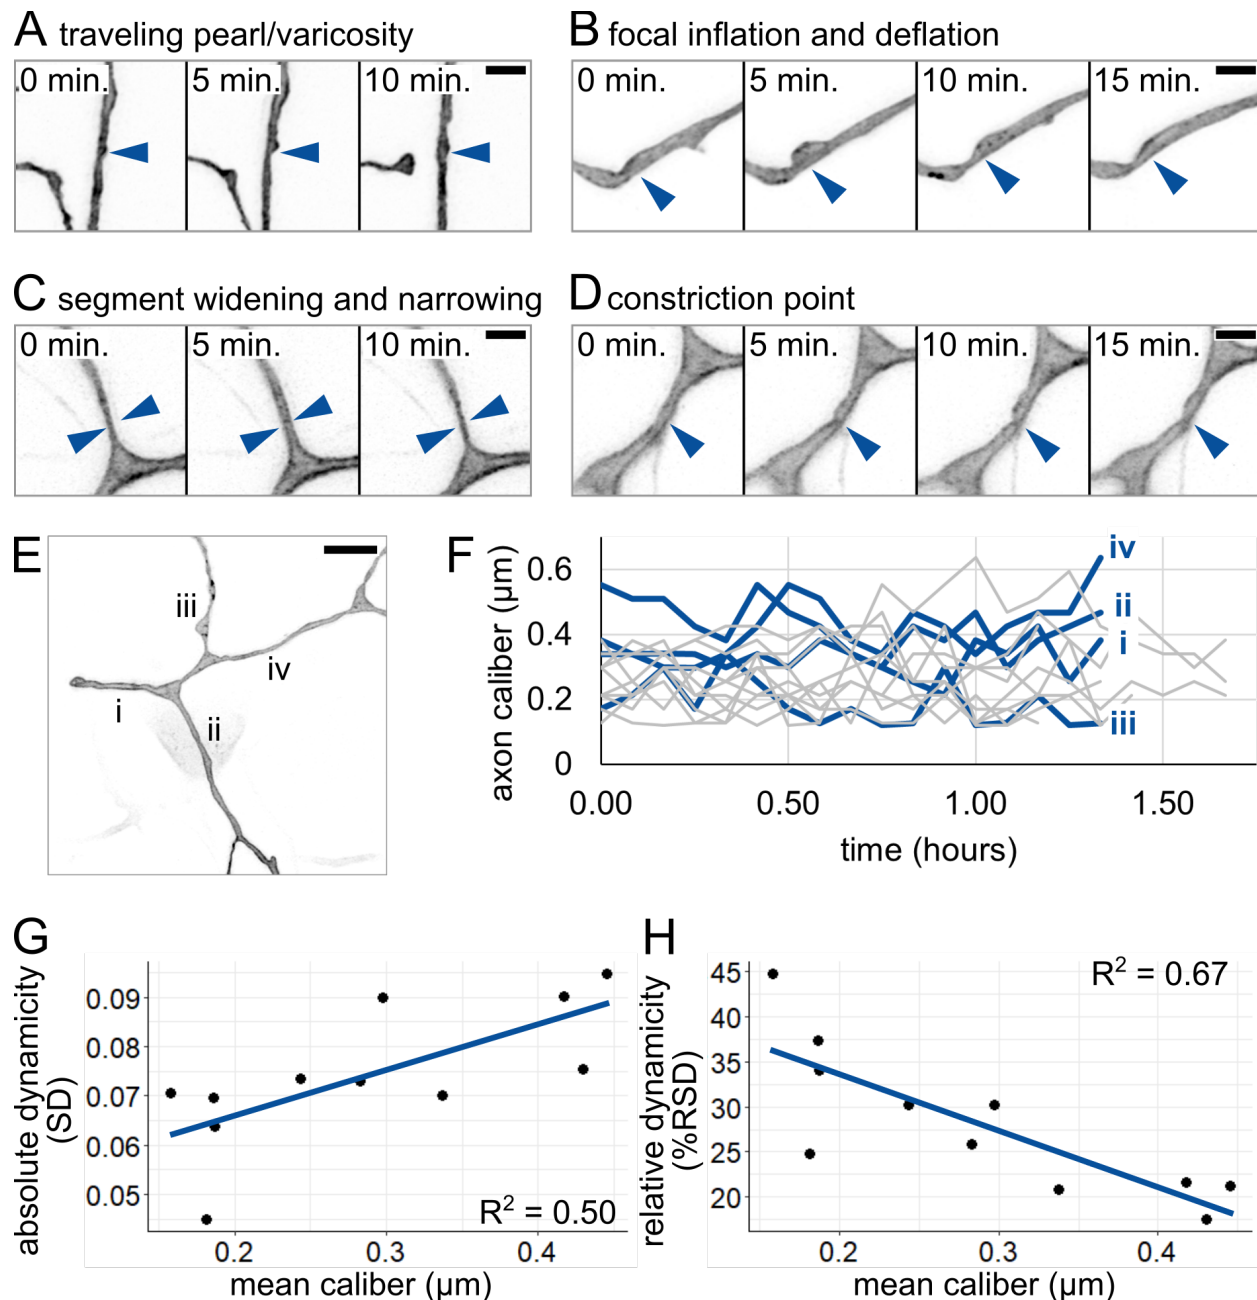 A traveling pearl/varicosity
0 min. 5 min. 10 min.
B focal inflation and deflation
0 min. 5 min. 10 min. 15 min.
C segment widening and narrowing
0 min. 5 min. 10 min.
D constriction point
0 min. 5 min. 10 min. 15 min.
E
iii
iv
i
ii
F
axon caliber (µm)
0.6
0.4
0.2
0
iv
ii
i
iii
0.00 0.50 1.00 1.50
time (hours)
G
absolute dynamicity
(SD)
0.09
0.08
0.07
0.06
0.05
R² = 0.50
0.2 0.3 0.4
mean caliber (µm)
H
relative dynamicity
(%RSD)
45
40
35
30
25
20
R² = 0.67
0.2 0.3 0.4
mean caliber (µm)